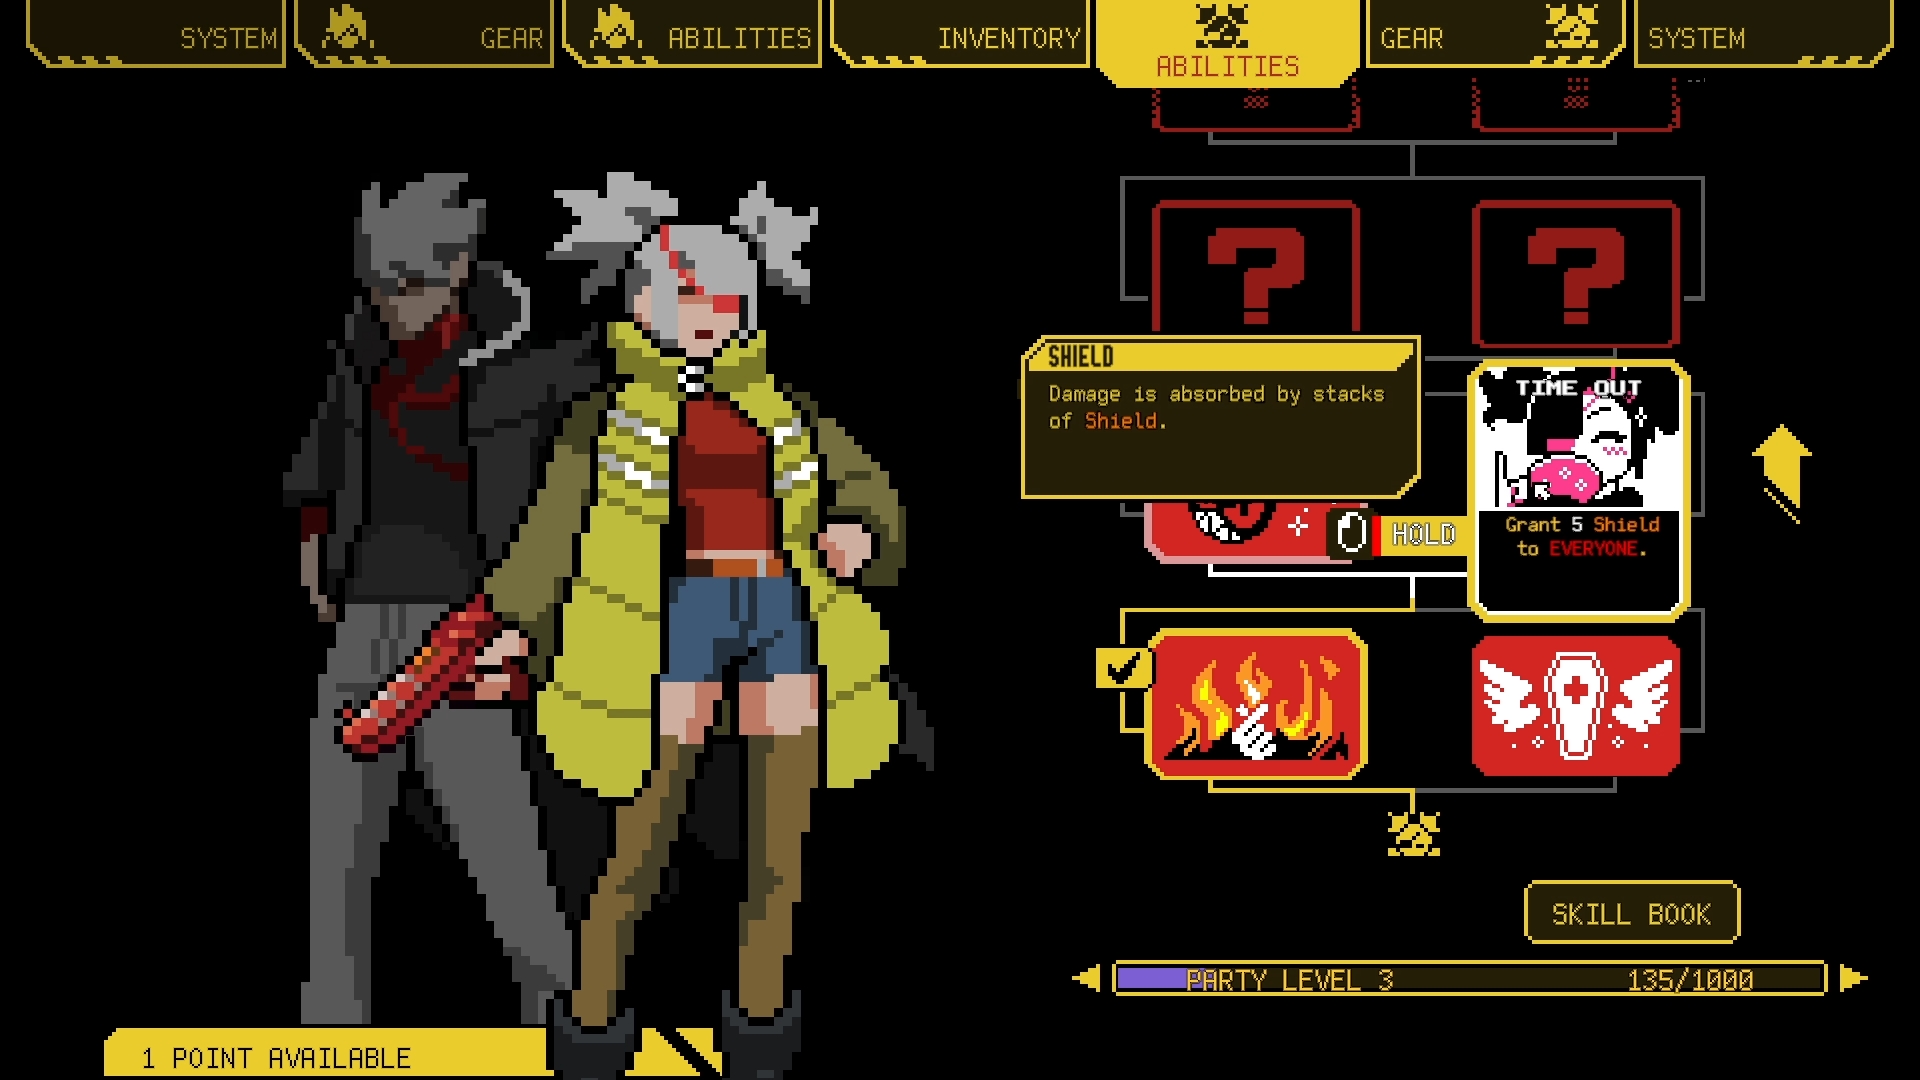 SYSTEM
GEAR
ABILITIES
INVENTORY
ABILITIES
GEAR
SYSTEM
?
?
SHIELD
Damage is absorbed by stacks
of Shield.
TIME OUT
HOLD
Grant 5 Shield
to EVERYONE.
SKILL BOOK
PARTY LEVEL 3
135/1000
1 POINT AVAILABLE